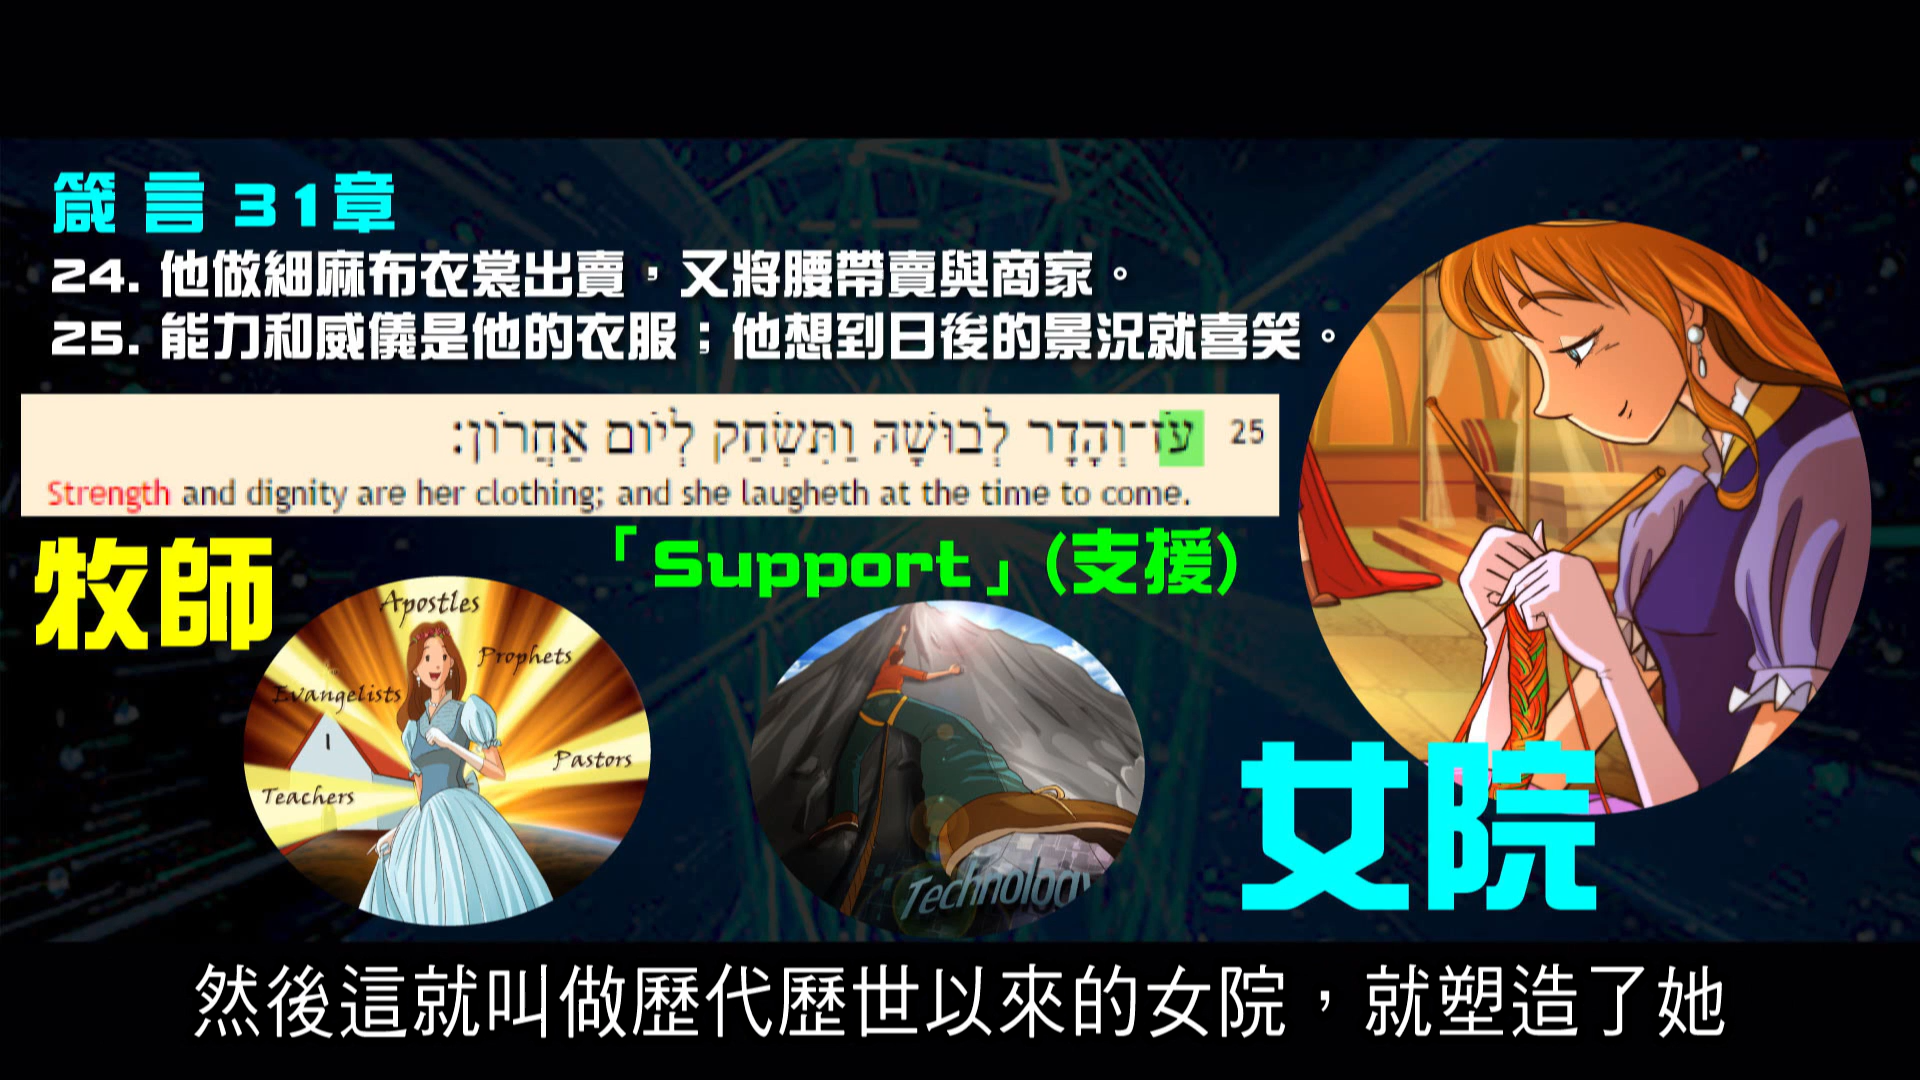 箴言31章
24. 他做細麻布衣裳出賣，又將腰帶賣與商家。
25. 能力和威儀是他的衣服；他想到日後的景況就喜笑。
25 עֹז־וְהָדָר לְבוּשָׁהּ וַתִּשְׂחַק לְיוֹם אַחֲרוֹן׃
Strength and dignity are her clothing; and she laugheth at the time to come.
牧師
「Support」(支援)
Apostles
Prophets
Evangelists
Pastors
Teachers
Technology
女院
然後這就叫做歷代歷世以來的女院，就塑造了她